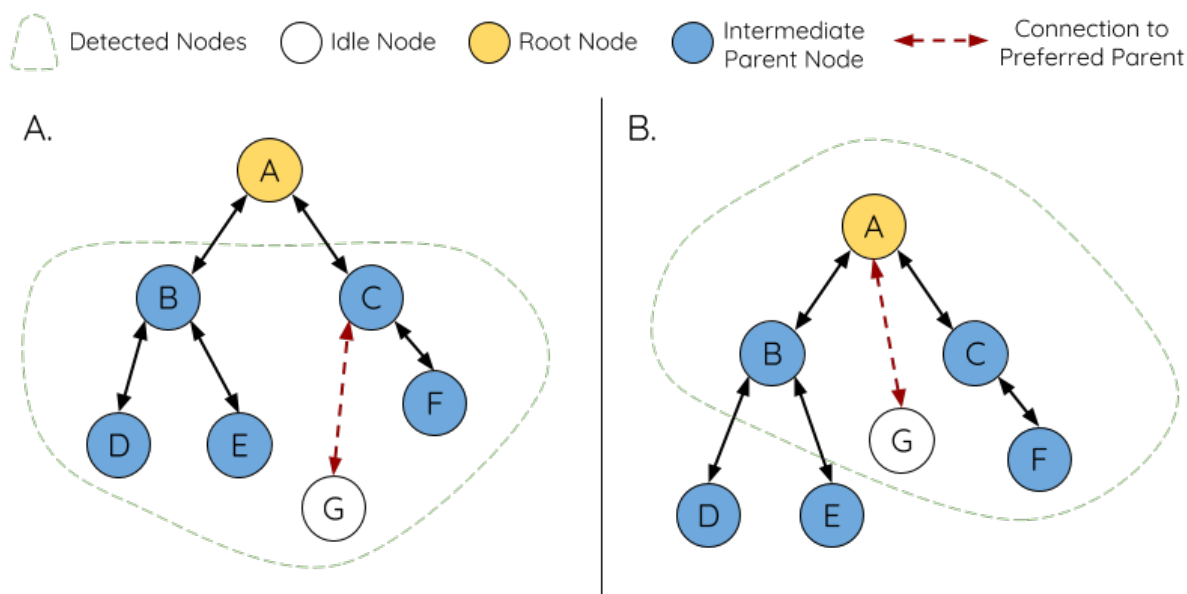 Detected Nodes
Idle Node
Root Node
Intermediate
Parent Node
Connection to
Preferred Parent
A.
A
B
C
D
E
F
G
B.
A
B
C
G
F
D
E